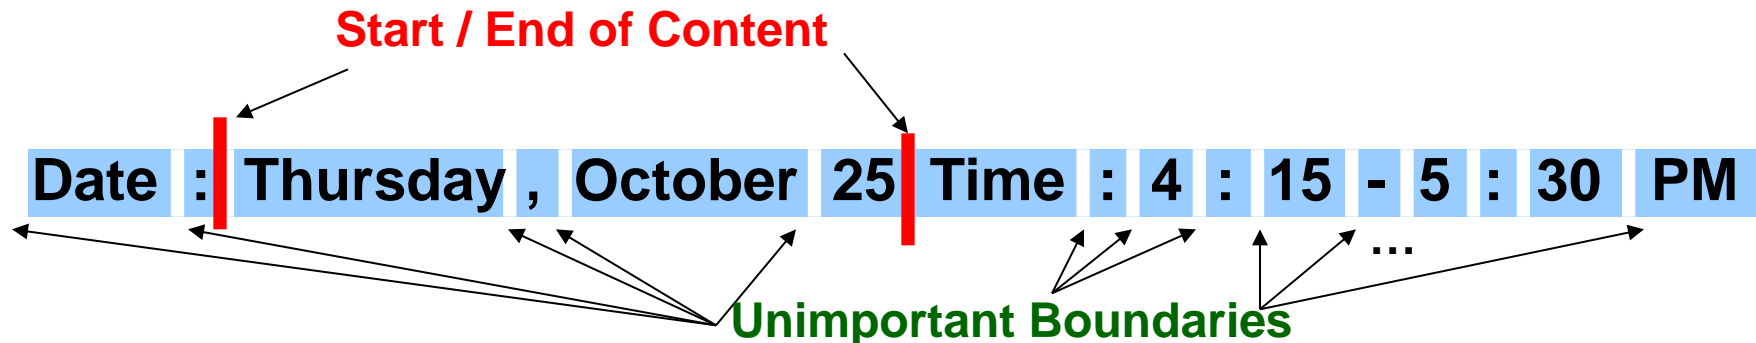 Start / End of Content
Date : Thursday , October 25 Time : 4 : 15 - 5 : 30 PM
...
Unimportant Boundaries